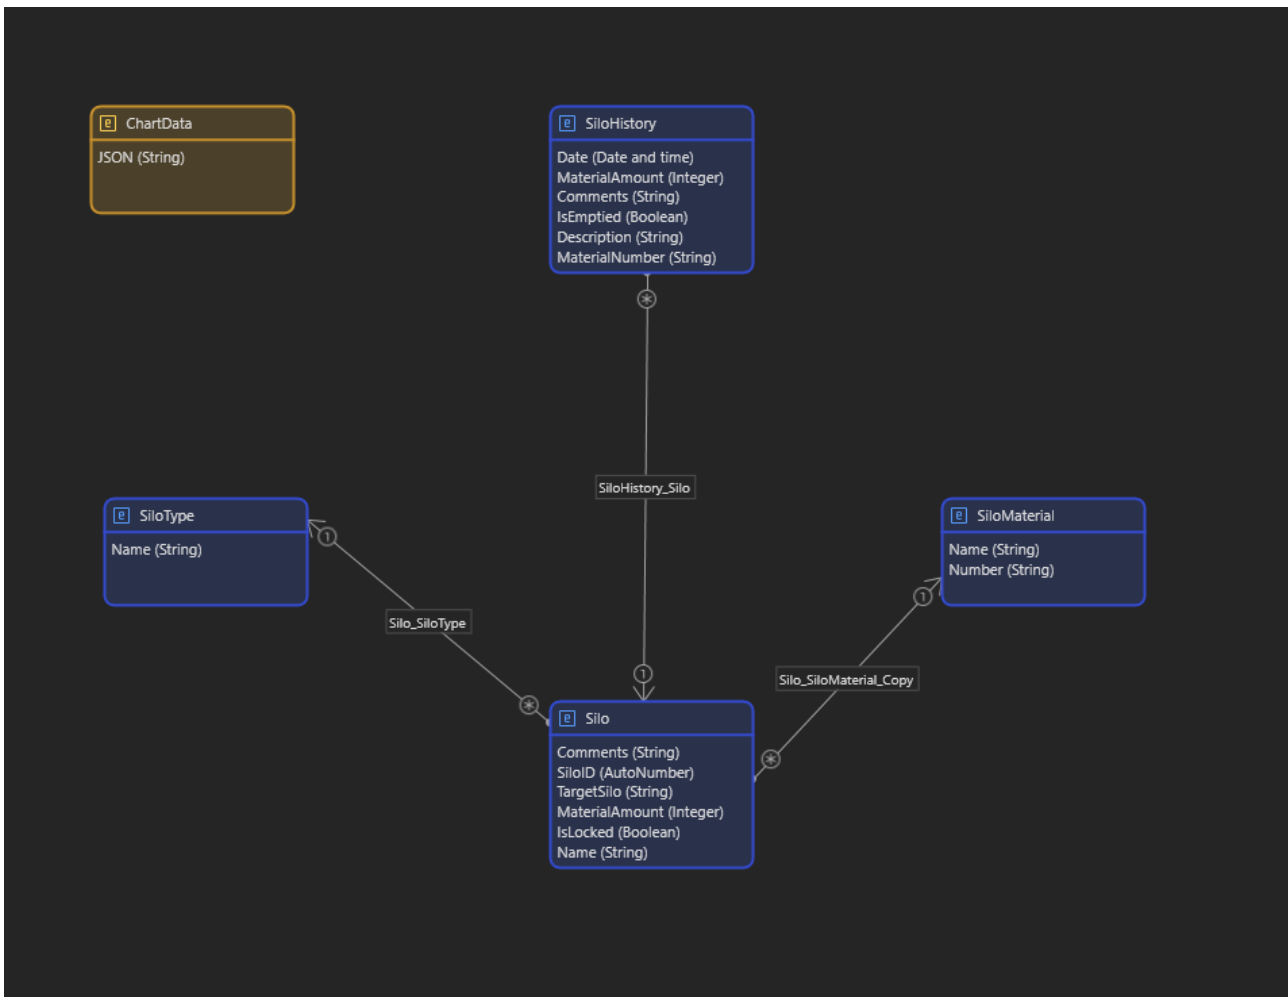 ChartData
JSON (String)
SiloHistory
Date (Date and time)
MaterialAmount (Integer)
Comments (String)
IsEmptied (Boolean)
Description (String)
MaterialNumber (String)
*
SiloHistory_Silo
1
SiloType
Name (String)
1
Silo_SiloType
*
SiloMaterial
Name (String)
Number (String)
1
Silo_SiloMaterial_Copy
*
Silo
Comments (String)
SiloID (AutoNumber)
TargetSilo (String)
MaterialAmount (Integer)
IsLocked (Boolean)
Name (String)